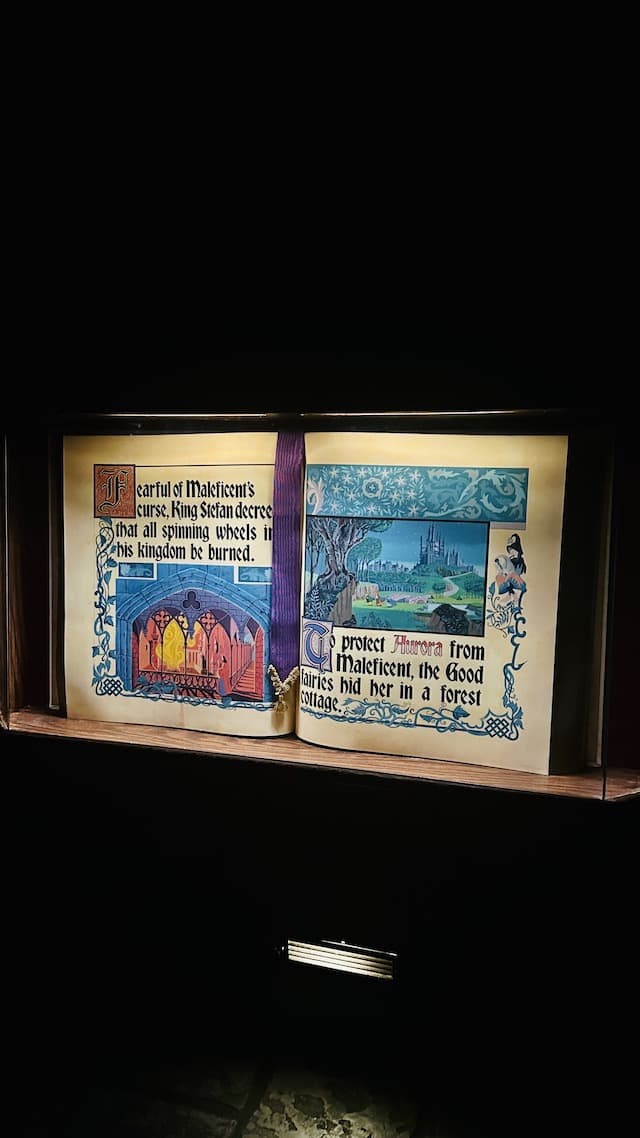 Fearful of Maleficent's
curse, King Stefan decree
that all spinning wheels in
his kingdom be burned.
To protect Aurora from
Maleficent, the Good
fairies hid her in a forest
cottage.